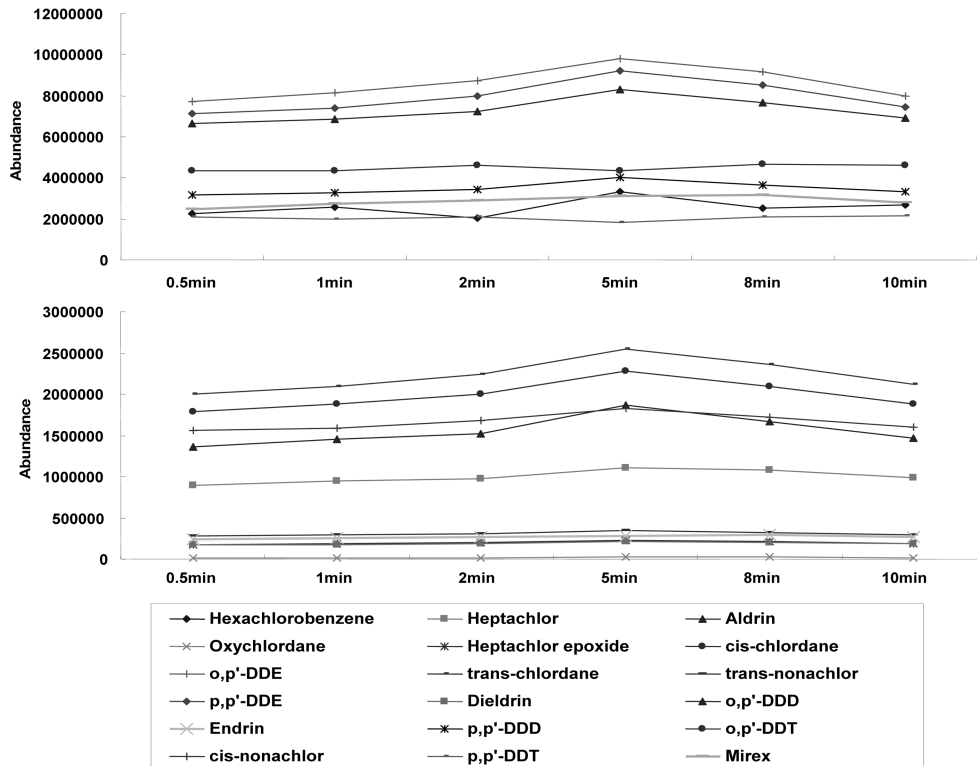 12000000
10000000
8000000
6000000
4000000
2000000
0
Abundance
0.5min 1min 2min 5min 8min 10min
3000000
2500000
2000000
1500000
1000000
500000
0
Abundance
0.5min 1min 2min 5min 8min 10min
Hexachlorobenzene Heptachlor Aldrin
Oxychlordane Heptachlor epoxide cis-chlordane
o,p'-DDE trans-chlordane trans-nonachlor
p,p'-DDE Dieldrin o,p'-DDD
Endrin p,p'-DDD o,p'-DDT
cis-nonachlor p,p'-DDT Mirex